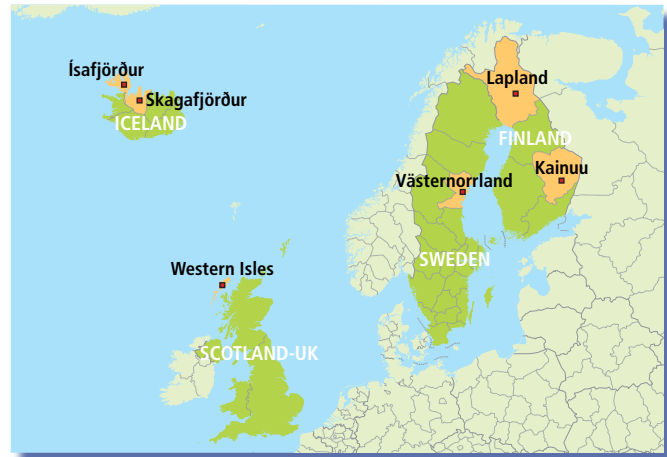 Ísafjörður
Skagafjörður
ICELAND
Lapland
FINLAND
Kainuu
Västernorrland
SWEDEN
Western Isles
SCOTLAND-UK